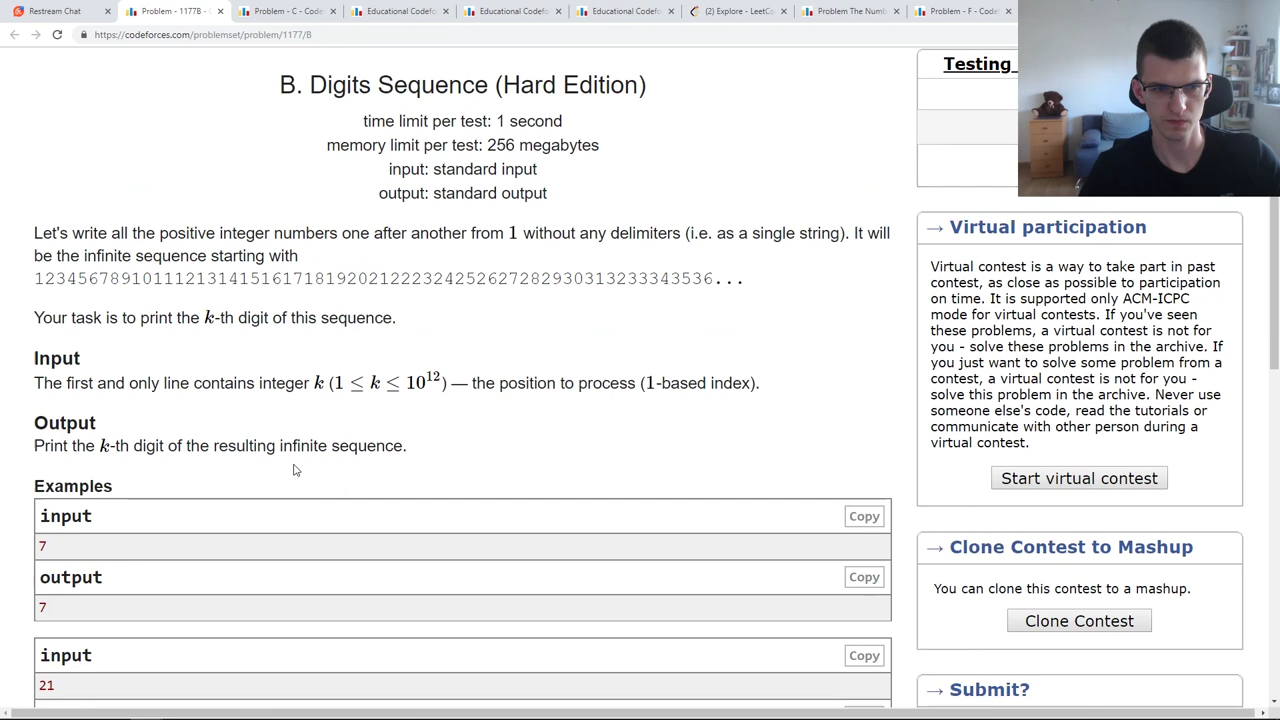 Restream Chat
Problem - 1177B - C
Problem - C - Codef
Educational Codefo
Educational Codefo
Educational Codefo
(2) Explore - LeetCo
Problem The Numb
Problem - F - Codef
https://codeforces.com/problemset/problem/1177/B
B. Digits Sequence (Hard Edition)
time limit per test: 1 second
memory limit per test: 256 megabytes
input: standard input
output: standard output
Let's write all the positive integer numbers one after another from 1 without any delimiters (i.e. as a single string). It will
be the infinite sequence starting with
123456789101112131415161718192021222324252627282930313233343536...
Your task is to print the k-th digit of this sequence.
Input
The first and only line contains integer k (1 ≤ k ≤ 10^12) — the position to process (1-based index).
Output
Print the k-th digit of the resulting infinite sequence.
Examples
input
Copy
7
output
Copy
7
input
Copy
21
Testing
→ Virtual participation
Virtual contest is a way to take part in past
contest, as close as possible to participation
on time. It is supported only ACM-ICPC
mode for virtual contests. If you've seen
these problems, a virtual contest is not for
you - solve these problems in the archive. If
you just want to solve some problem from a
contest, a virtual contest is not for you -
solve this problem in the archive. Never use
someone else's code, read the tutorials or
communicate with other person during a
virtual contest.
Start virtual contest
→ Clone Contest to Mashup
You can clone this contest to a mashup.
Clone Contest
→ Submit?